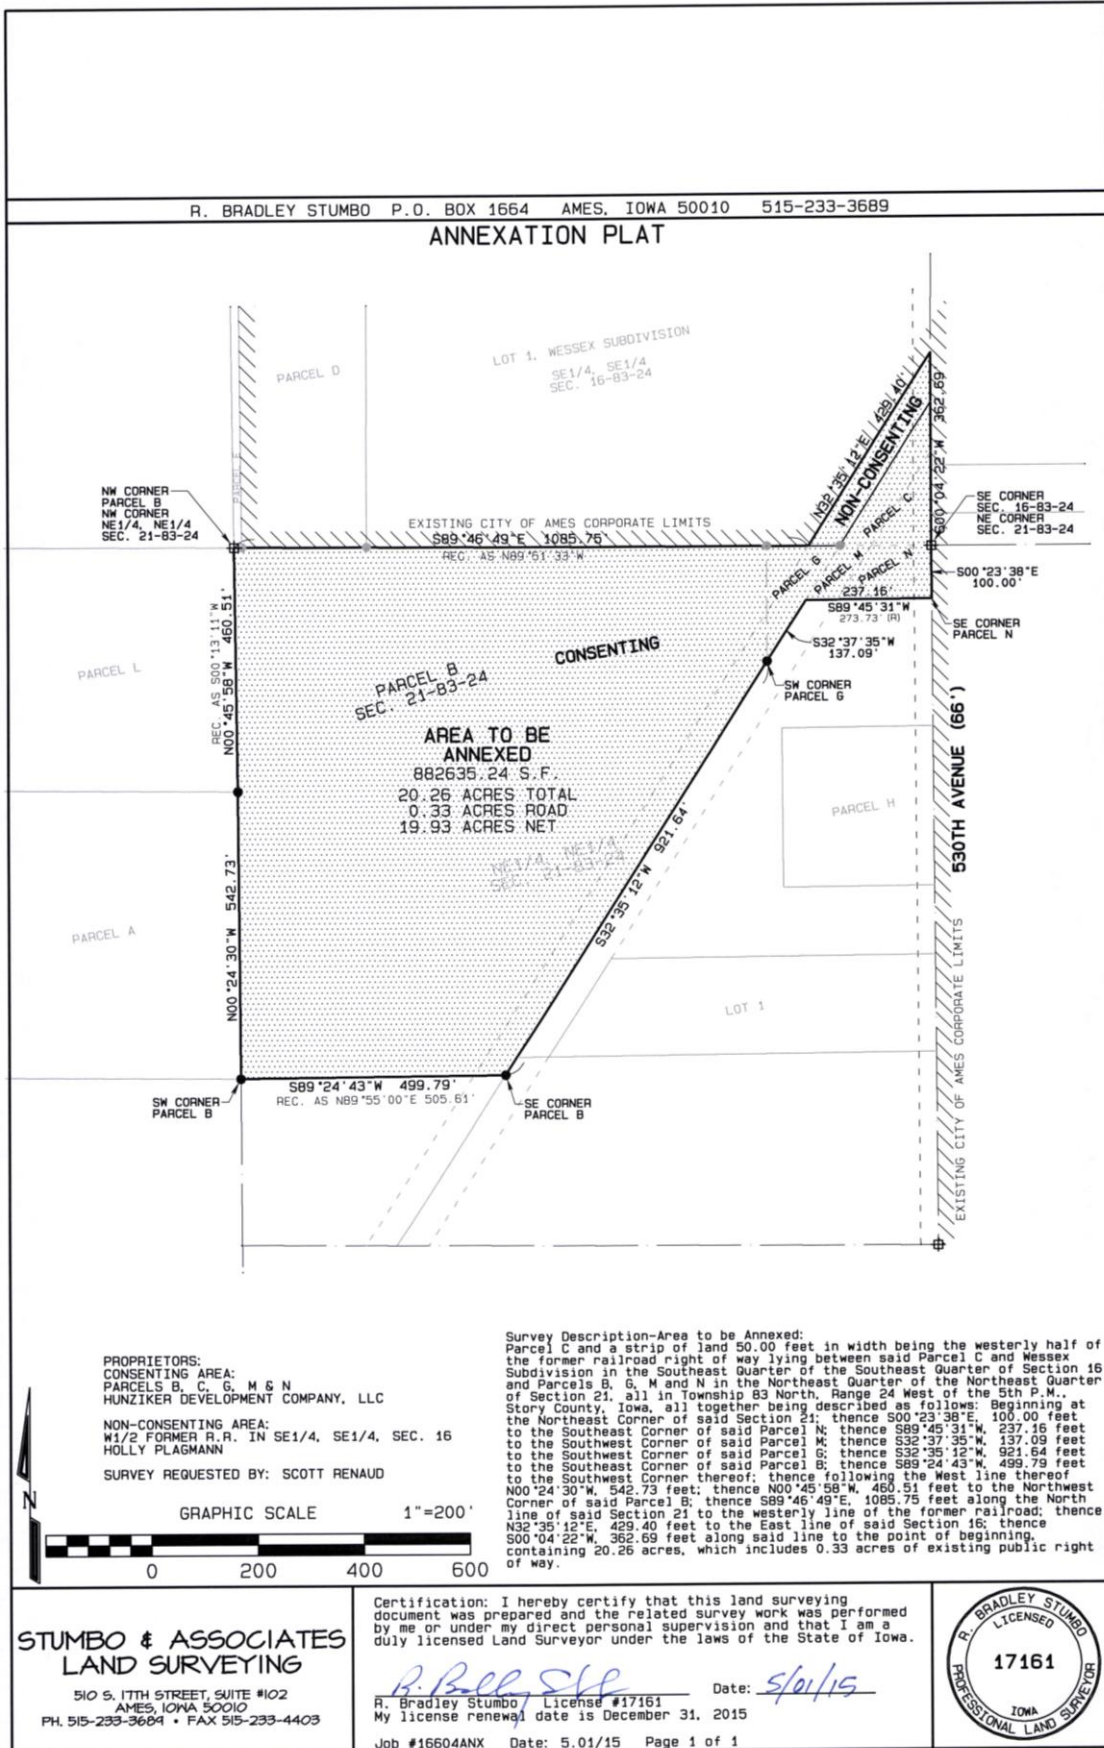 R. BRADLEY STUMBO P.O. BOX 1664 AMES, IOWA 50010 515-233-3689
ANNEXATION PLAT
PARCEL D
LOT 1, WESSEX SUBDIVISION
SE1/4, SE1/4
SEC. 16-83-24
PARCEL E
N32°35'12"E 429.40'
NON-CONSENTING
S00°04'22"W 362.69
PARCEL C
NW CORNER
PARCEL B
NW CORNER
NE1/4, NE1/4
SEC. 21-83-24
SE CORNER
SEC. 16-83-24
NE CORNER
SEC. 21-83-24
EXISTING CITY OF AMES CORPORATE LIMITS
S89°46'49"E 1085.75'
REC. AS N89°51'33"W
PARCEL G
PARCEL M
PARCEL N
S00°23'38"E
100.00'
237.16'
S89°45'31"W
273.73'(R)
SE CORNER
PARCEL N
S32°37'35"W
137.09'
SW CORNER
PARCEL G
REC. AS S00°13'11"W
N00°45'58"W 460.51'
PARCEL L
CONSENTING
PARCEL B
SEC. 21-83-24
AREA TO BE
ANNEXED
882635.24 S.F.
20.26 ACRES TOTAL
0.33 ACRES ROAD
19.93 ACRES NET
NE1/4, NE1/4
SEC. 21-83-24
S32°35'12"W 921.64'
PARCEL H
530TH AVENUE (66')
N00°24'30"W 542.73'
PARCEL A
LOT 1
EXISTING CITY OF AMES CORPORATE LIMITS
S89°24'43"W 499.79'
REC. AS N89°55'00"E 505.61'
SW CORNER
PARCEL B
SE CORNER
PARCEL B
PROPRIETORS:
CONSENTING AREA:
PARCELS B, C, G, M & N
HUNZIKER DEVELOPMENT COMPANY, LLC
NON-CONSENTING AREA:
W1/2 FORMER R.R. IN SE1/4, SE1/4, SEC. 16
HOLLY PLAGMANN
SURVEY REQUESTED BY: SCOTT RENAUD
N
GRAPHIC SCALE 1"=200'
0 200 400 600
Survey Description-Area to be Annexed:
Parcel C and a strip of land 50.00 feet in width being the westerly half of
the former railroad right of way lying between said Parcel C and Wessex
Subdivision in the Southeast Quarter of the Southeast Quarter of Section 16
and Parcels B, G, M and N in the Northeast Quarter of the Northeast Quarter
of Section 21, all in Township 83 North, Range 24 West of the 5th P.M.,
Story County, Iowa, all together being described as follows: Beginning at
the Northeast Corner of said Section 21; thence S00°23'38"E, 100.00 feet
to the Southeast Corner of said Parcel N; thence S89°45'31"W, 237.16 feet
to the Southwest Corner of said Parcel M; thence S32°37'35"W, 137.09 feet
to the Southwest Corner of said Parcel G; thence S32°35'12"W, 921.64 feet
to the Southeast Corner of said Parcel B; thence S89°24'43"W, 499.79 feet
to the Southwest Corner thereof; thence following the West line thereof
N00°24'30"W, 542.73 feet; thence N00°45'58"W, 460.51 feet to the Northwest
Corner of said Parcel B; thence S89°46'49"E, 1085.75 feet along the North
line of said Section 21 to the westerly line of the former railroad; thence
N32°35'12"E, 429.40 feet to the East line of said Section 16; thence
S00°04'22"W, 362.69 feet along said line to the point of beginning,
containing 20.26 acres, which includes 0.33 acres of existing public right
of way.
STUMBO & ASSOCIATES
LAND SURVEYING
510 S. 17TH STREET, SUITE #102
AMES, IOWA 50010
PH. 515-233-3689 • FAX 515-233-4403
Certification: I hereby certify that this land surveying
document was prepared and the related survey work was performed
by me or under my direct personal supervision and that I am a
duly licensed Land Surveyor under the laws of the State of Iowa.
Date: 5/01/15
R. Bradley Stumbo License #17161
My license renewal date is December 31, 2015
Job #16604ANX Date: 5.01/15 Page 1 of 1
R. BRADLEY STUMBO
LICENSED
17161
IOWA
PROFESSIONAL LAND SURVEYOR